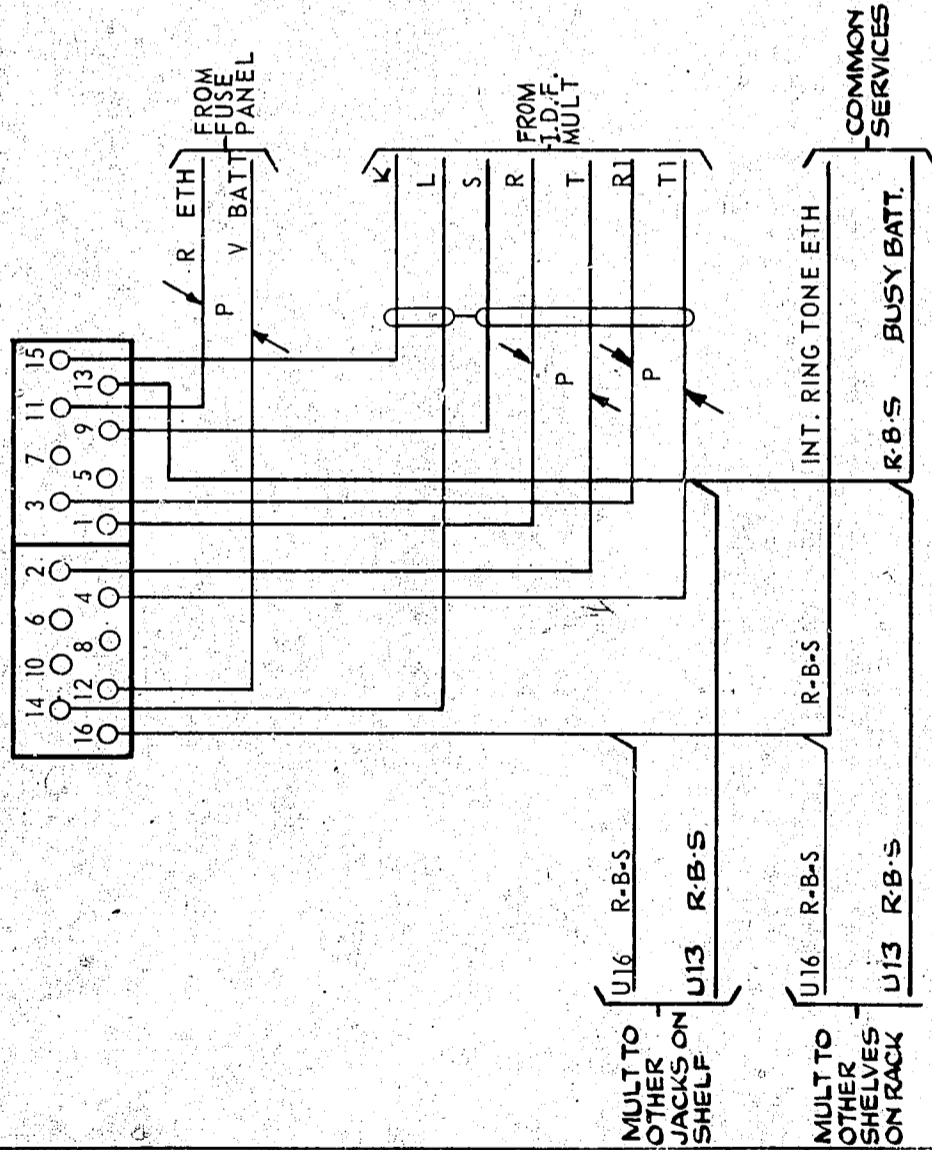 COMMON
SERVICES
FROM
FUSE
PANEL
R ETH
P
V BATT
15
13
11
9
7
5
3
1
2
4
6
8
10
12
14
16
FROM
I.D.F.
MULT
K
L
S
R
T
R1
T1
P
P
INT. RING TONE ETH
R-B-S BUSY BATT.
R-B-S
U16 R-B-S
U13 R-B-S
MULT TO
OTHER
JACKS ON
SHELF
U16 R-B-S
U13 R-B-S
MULT TO
OTHER
SHELVES
ON RACK